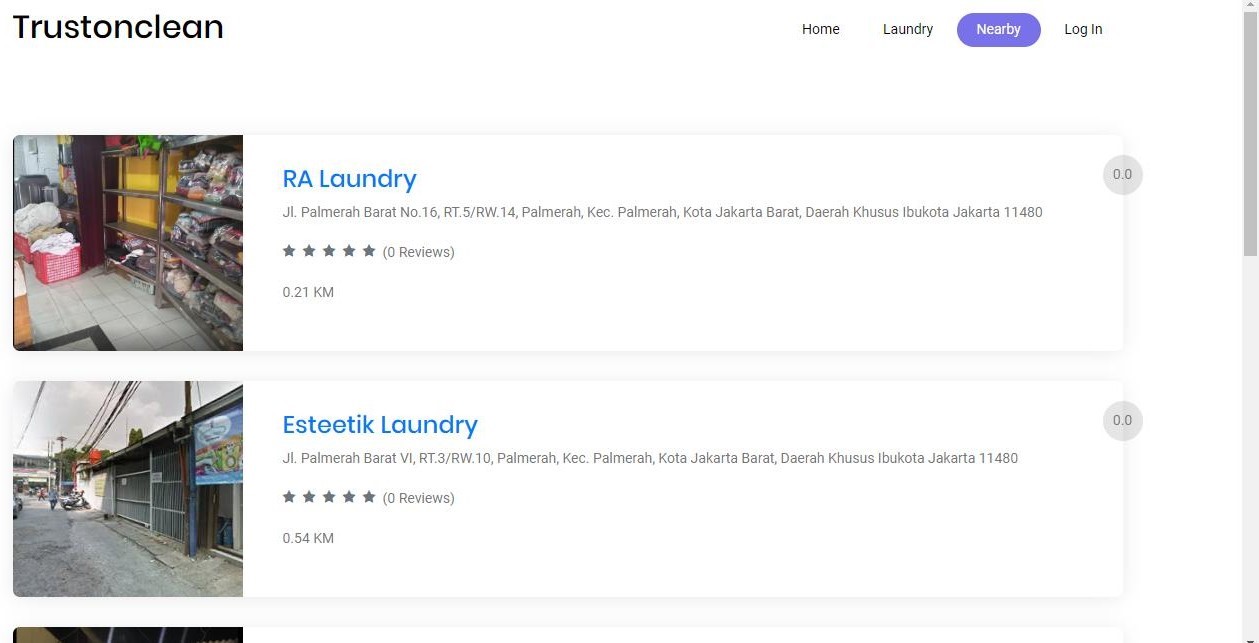 Trustonclean
Home Laundry Nearby Log In
RA Laundry
0.0
Jl. Palmerah Barat No.16, RT.5/RW.14, Palmerah, Kec. Palmerah, Kota Jakarta Barat, Daerah Khusus Ibukota Jakarta 11480
(0 Reviews)
0.21 KM
Esteetik Laundry
0.0
Jl. Palmerah Barat VI, RT.3/RW.10, Palmerah, Kec. Palmerah, Kota Jakarta Barat, Daerah Khusus Ibukota Jakarta 11480
(0 Reviews)
0.54 KM